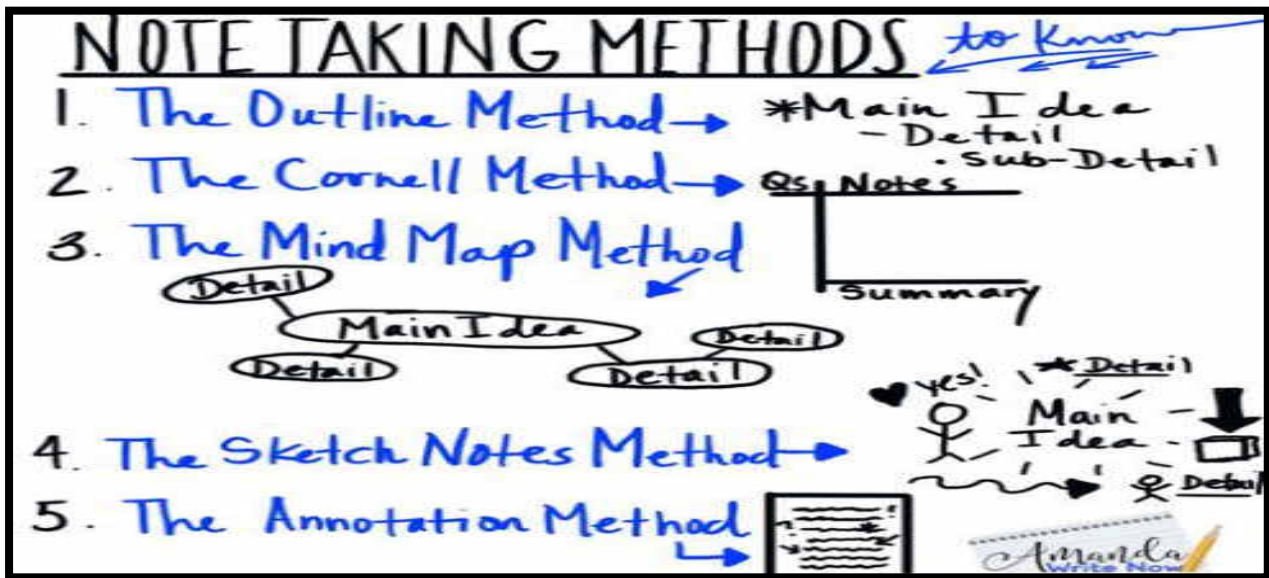 NOTE TAKING METHODS to know
1. The Outline Method → *Main Idea
- Detail
• Sub-Detail
2. The Cornell Method → Qs Notes
Summary
3. The Mind Map Method
Detail
Main Idea
Detail
Detail
Detail
yes! * Detail
Main
Idea
4. The Sketch Notes Method →
Detail
5. The Annotation Method
Amanda
Write Now